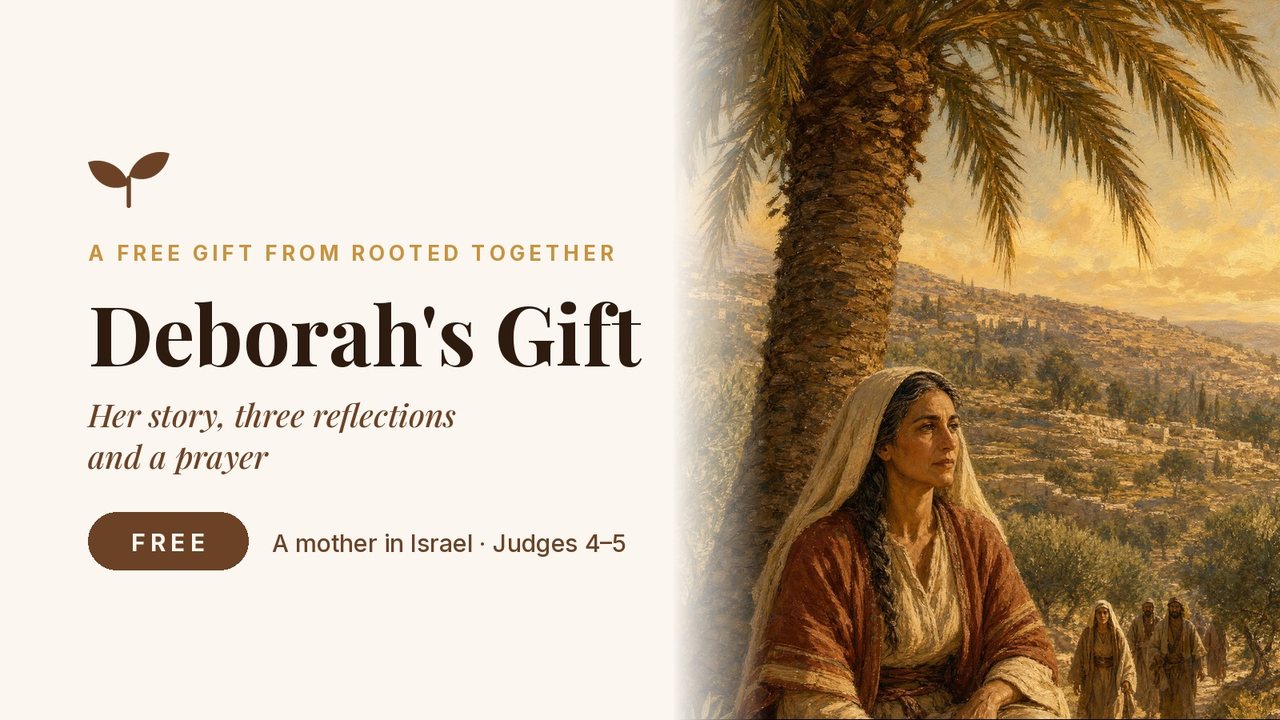 A FREE GIFT FROM ROOTED TOGETHER
Deborah's Gift
Her story, three reflections
and a prayer
FREE
A mother in Israel · Judges 4–5